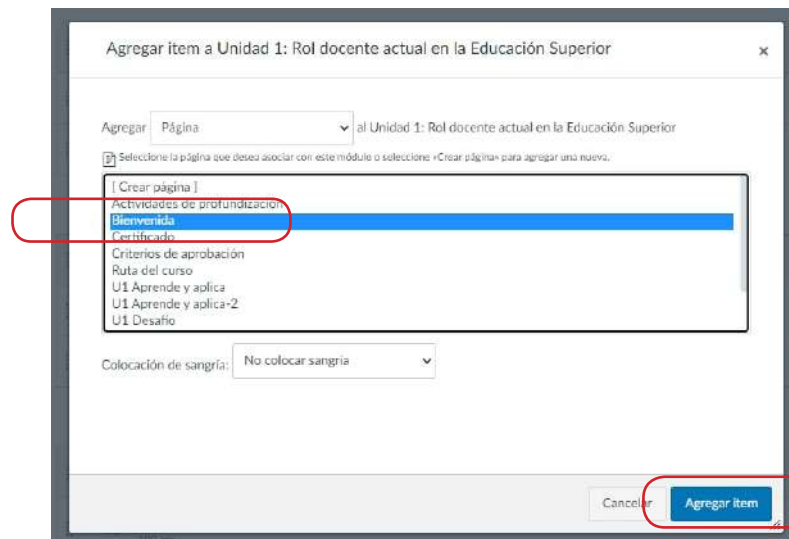 Agregar item a Unidad 1: Rol docente actual en la Educación Superior ×
Agregar Página al Unidad 1: Rol docente actual en la Educación Superior
Seleccione la página que desea asociar con este módulo o seleccione «Crear página» para agregar una nueva.
[ Crear página ]
Actividades de profundización
Bienvenida
Certificado
Criterios de aprobación
Ruta del curso
U1 Aprende y aplica
U1 Aprende y aplica-2
U1 Desafío
Colocación de sangría: No colocar sangría
Cancelar Agregar item